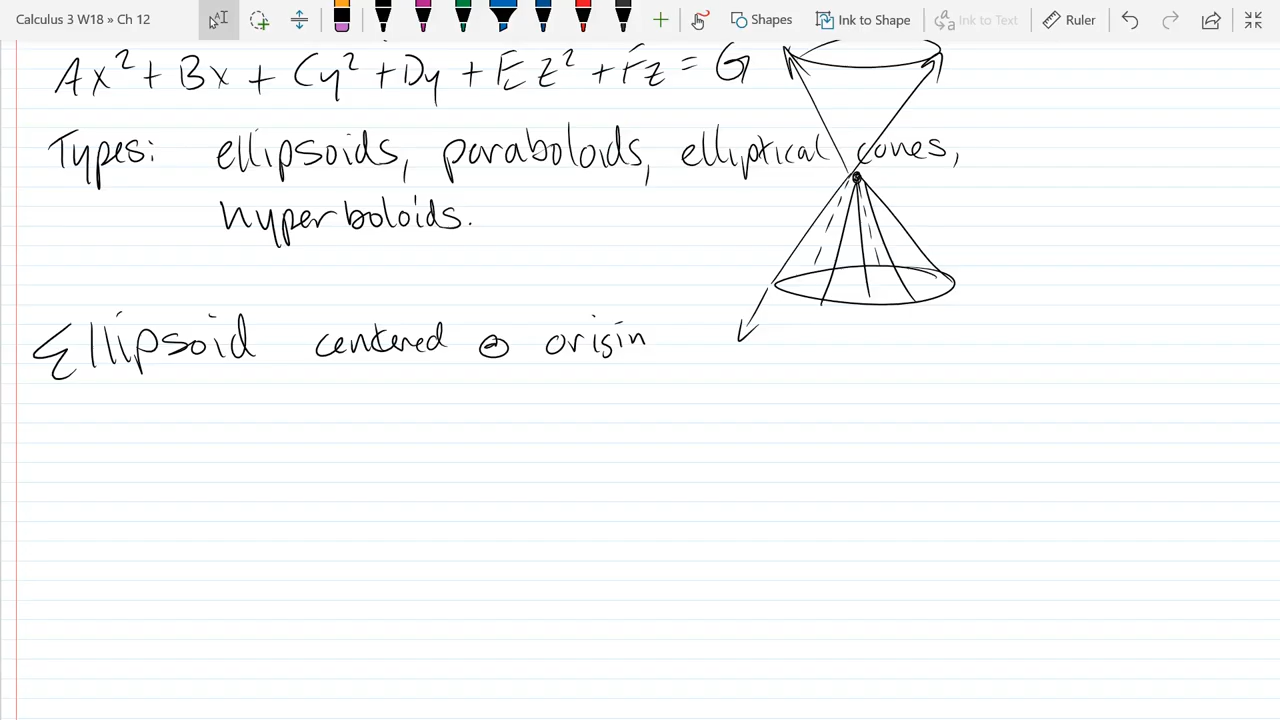 Calculus 3 W18 » Ch 12
Shapes
Ink to Shape
Ink to Text
Ruler
Ax² + Bx + Cy² + Dy + Ez² + Fz = G
Types: ellipsoids, paraboloids, elliptical cones,
hyperboloids.
Ellipsoid centered @ origin